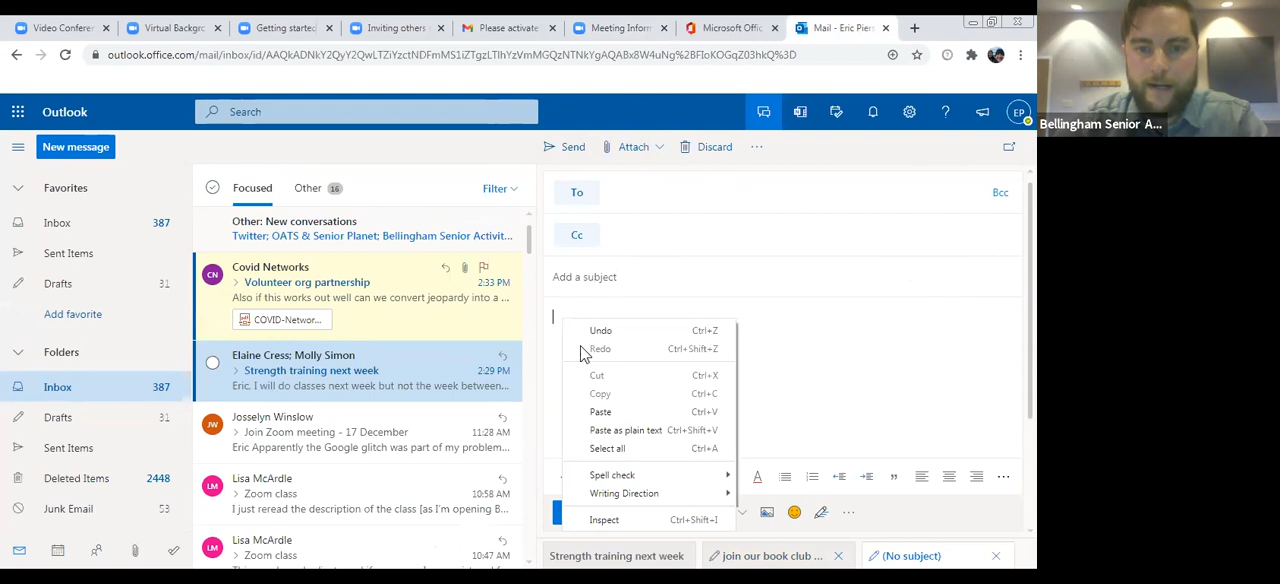 Video Conferen
Virtual Backgro
Getting started
Inviting others
Please activate
Meeting Inform
Microsoft Offic
Mail - Eric Pier
outlook.office.com/mail/inbox/id/AAQkADNkY2QyY2QwLTZiYzctNDFmMS1iZTgzLTlhYzVmMGQzNTNkYgAQABx8W4uNg%2BFIoKOGqZ03hkQ%3D
Outlook
Search
EP
Bellingham Senior A...
New message
Send
Attach
Discard
Favorites
Focused
Other 16
Filter
To
Bcc
Inbox 387
Other: New conversations
Twitter; OATS & Senior Planet; Bellingham Senior Activit...
Cc
Sent Items
Drafts 31
CN
Covid Networks
Volunteer org partnership 2:33 PM
Also if this works out well can we convert jeopardy into a ...
COVID-Networ...
Add a subject
Add favorite
Folders
Inbox 387
Drafts 31
Sent Items
Deleted Items 2448
Junk Email 53
Elaine Cress; Molly Simon
Strength training next week 2:29 PM
Eric, I will do classes next week but not the week between...
JW
Josselyn Winslow
Join Zoom meeting - 17 December 11:28 AM
Eric Apparently the Google glitch was part of my problem...
LM
Lisa McArdle
Zoom class 10:58 AM
I just reread the description of the class [as I'm opening B...
LM
Lisa McArdle
Zoom class 10:47 AM
Undo Ctrl+Z
Redo Ctrl+Shift+Z
Cut Ctrl+X
Copy Ctrl+C
Paste Ctrl+V
Paste as plain text Ctrl+Shift+V
Select all Ctrl+A
Spell check
Writing Direction
Inspect Ctrl+Shift+I
A
Strength training next week
join our book club ...
(No subject)